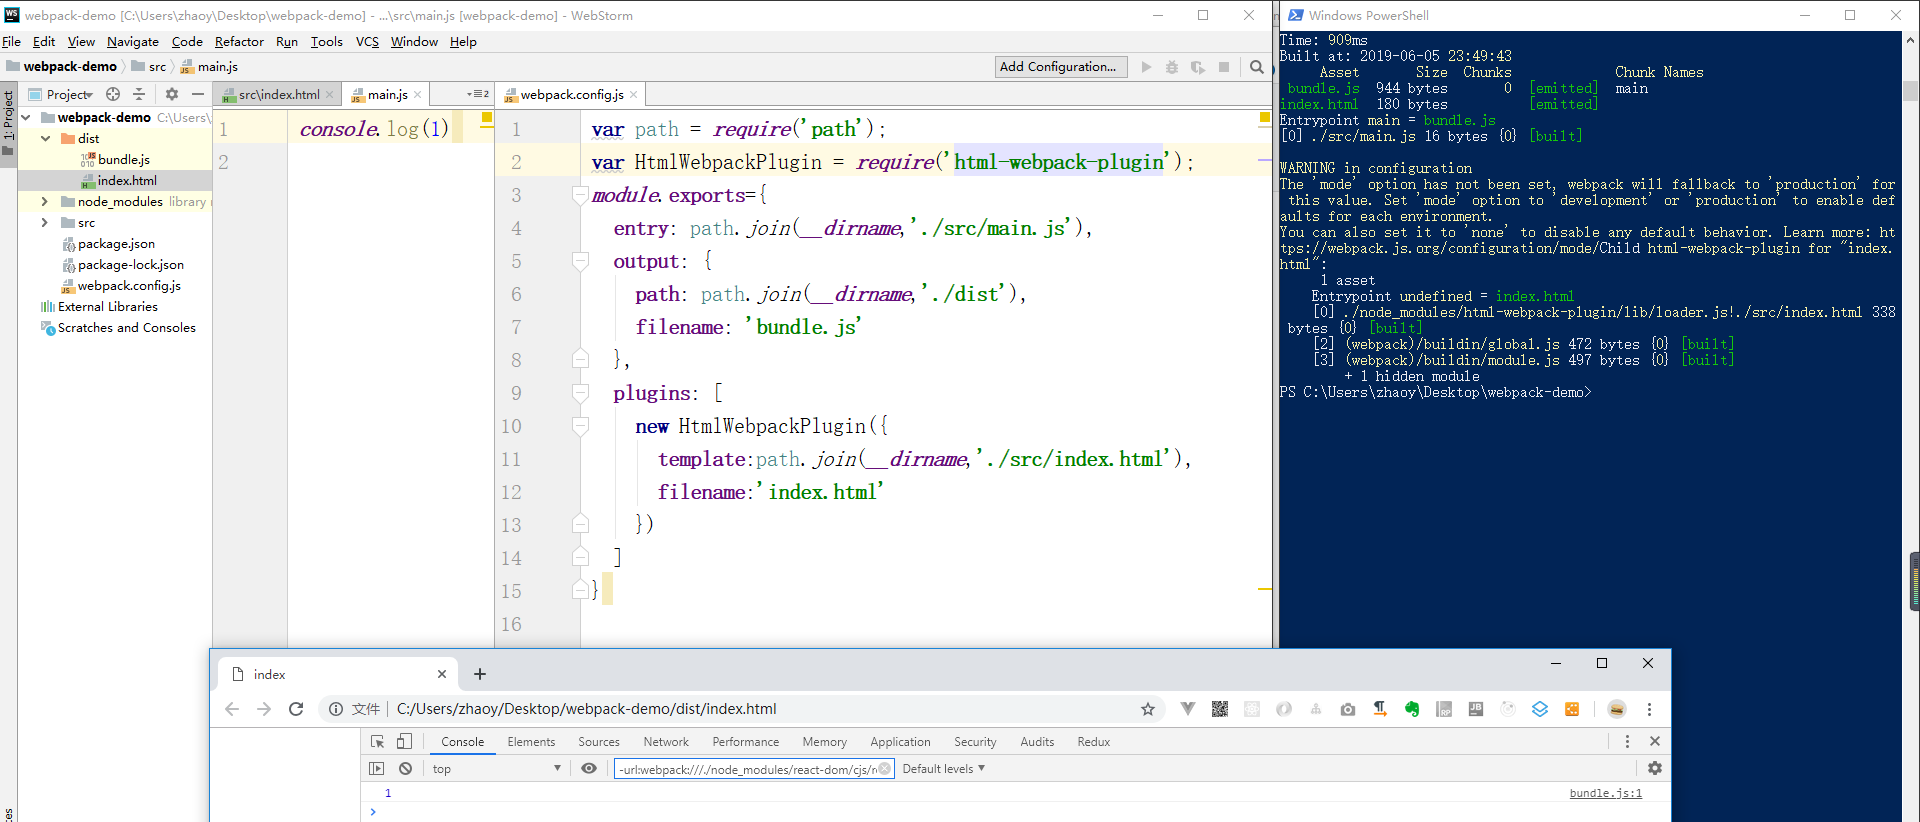 webpack-demo [C:\Users\zhaoy\Desktop\webpack-demo] - ...\src\main.js [webpack-demo] - WebStorm
File Edit View Navigate Code Refactor Run Tools VCS Window Help
webpack-demo src main.js Add Configuration...
1: Project
Project
webpack-demo C:\Users\
dist
bundle.js
index.html
node_modules library
src
package.json
package-lock.json
webpack.config.js
External Libraries
Scratches and Consoles
src\index.html main.js 2
1 console.log(1)
2
webpack.config.js
1 var path = require('path');
2 var HtmlWebpackPlugin = require('html-webpack-plugin');
3 module.exports={
4 entry: path.join(__dirname,'./src/main.js'),
5 output: {
6 path: path.join(__dirname,'./dist'),
7 filename: 'bundle.js'
8 },
9 plugins: [
10 new HtmlWebpackPlugin({
11 template:path.join(__dirname,'./src/index.html'),
12 filename:'index.html'
13 })
14 ]
15 }
16
Windows PowerShell
Time: 909ms
Built at: 2019-06-05 23:49:43
Asset Size Chunks Chunk Names
bundle.js 944 bytes 0 [emitted] main
index.html 180 bytes [emitted]
Entrypoint main = bundle.js
[0] ./src/main.js 16 bytes {0} [built]
WARNING in configuration
The 'mode' option has not been set, webpack will fallback to 'production' for
this value. Set 'mode' option to 'development' or 'production' to enable def
aults for each environment.
You can also set it to 'none' to disable any default behavior. Learn more: ht
tps://webpack.js.org/configuration/mode/Child html-webpack-plugin for "index.
html":
1 asset
Entrypoint undefined = index.html
[0] ./node_modules/html-webpack-plugin/lib/loader.js!./src/index.html 338
bytes {0} [built]
[2] (webpack)/buildin/global.js 472 bytes {0} [built]
[3] (webpack)/buildin/module.js 497 bytes {0} [built]
+ 1 hidden module
PS C:\Users\zhaoy\Desktop\webpack-demo>
index
文件 C:/Users/zhaoy/Desktop/webpack-demo/dist/index.html
Console Elements Sources Network Performance Memory Application Security Audits Redux
top -url:webpack:///./node_modules/react-dom/cjs/r Default levels
1 bundle.js:1